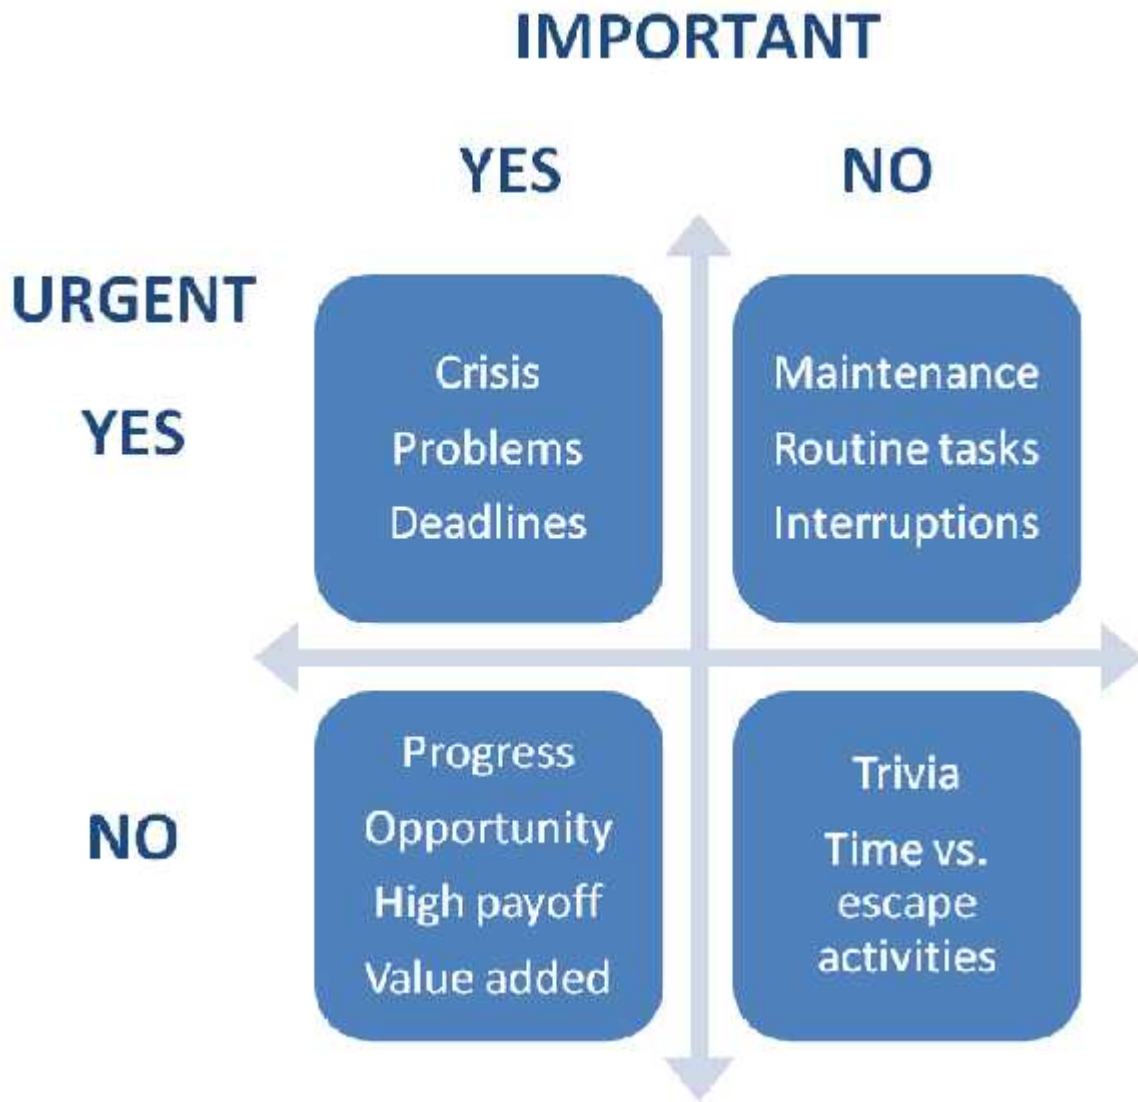 IMPORTANT
YES
NO
URGENT
YES
Crisis
Problems
Deadlines
Maintenance
Routine tasks
Interruptions
NO
Progress
Opportunity
High payoff
Value added
Trivia
Time vs.
escape
activities